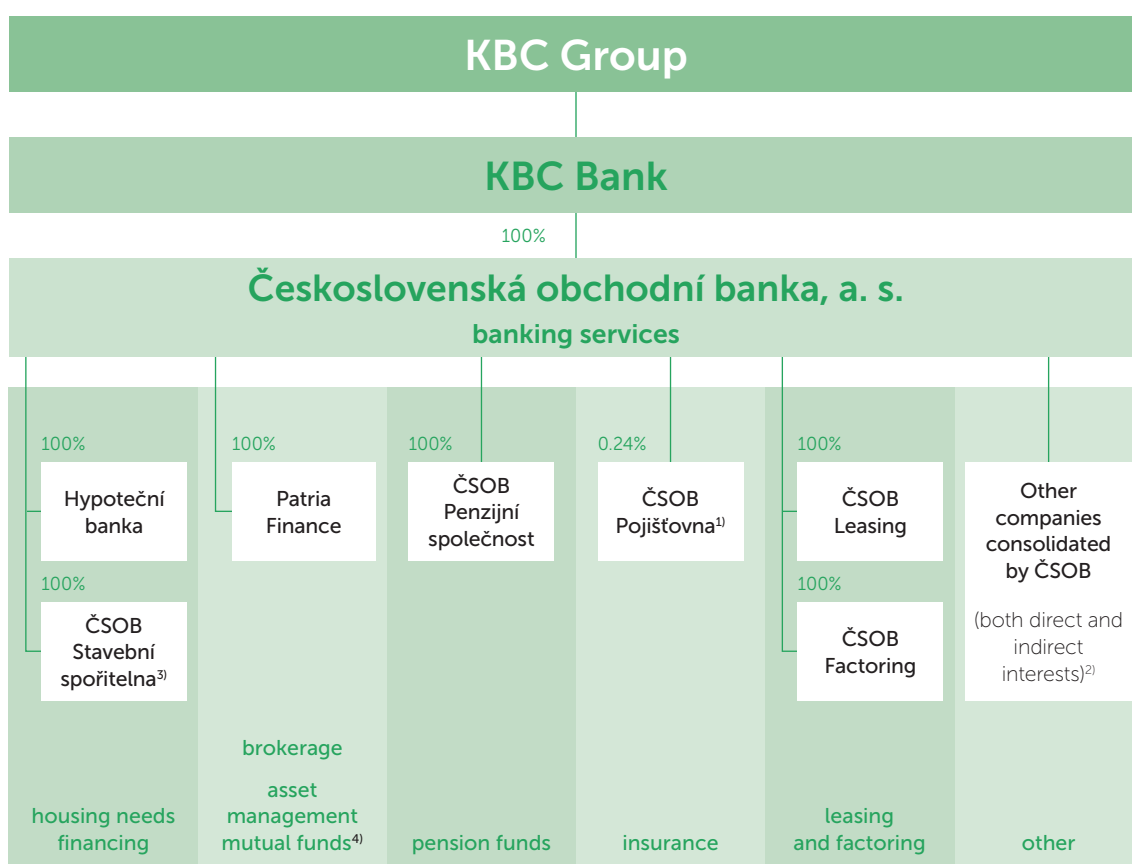 KBC Group
KBC Bank
100%
Československá obchodní banka, a. s.
banking services
100%
Hypoteční
banka
100%
ČSOB
Stavební
spořitelna3)
housing needs
financing
100%
Patria
Finance
brokerage
asset
management
mutual funds4)
100%
ČSOB
Penzijní
společnost
pension funds
0.24%
ČSOB
Pojišťovna1)
insurance
100%
ČSOB
Leasing
100%
ČSOB
Factoring
leasing
and factoring
Other
companies
consolidated
by ČSOB
(both direct and
indirect
interests)2)
other